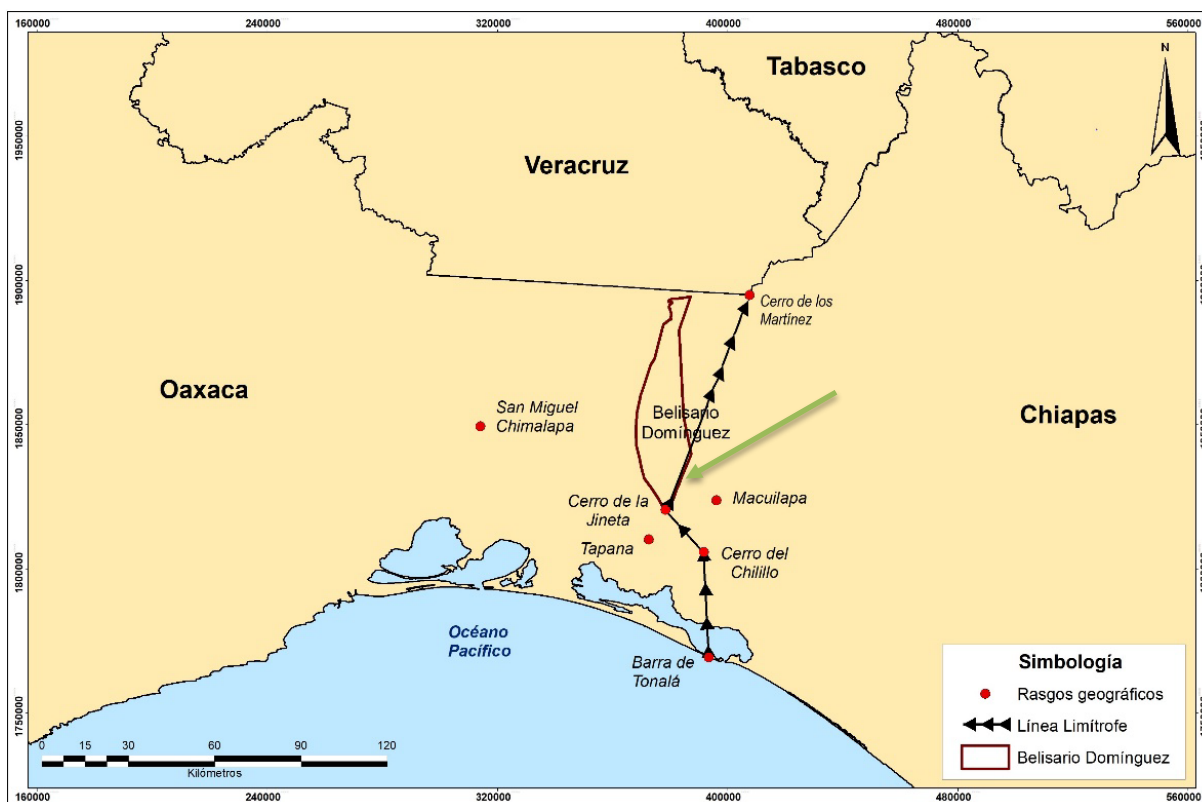 160000 240000 320000 400000 480000 560000
Tabasco
N
1950000
Veracruz
1900000
1900000
Cerro de los
Martínez
Oaxaca
Chiapas
San Miguel
Chimalapa
Belisario
Domínguez
1850000
Cerro de la
Jineta
Macuilapa
Tapana
Cerro del
Chilillo
1800000
1800000
Océano
Pacífico
Barra de
Tonalá
Simbología
Rasgos geográficos
Línea Limítrofe
Belisario Domínguez
1750000
0 15 30 60 90 120
Kilómetros
160000 240000 320000 400000 480000 560000